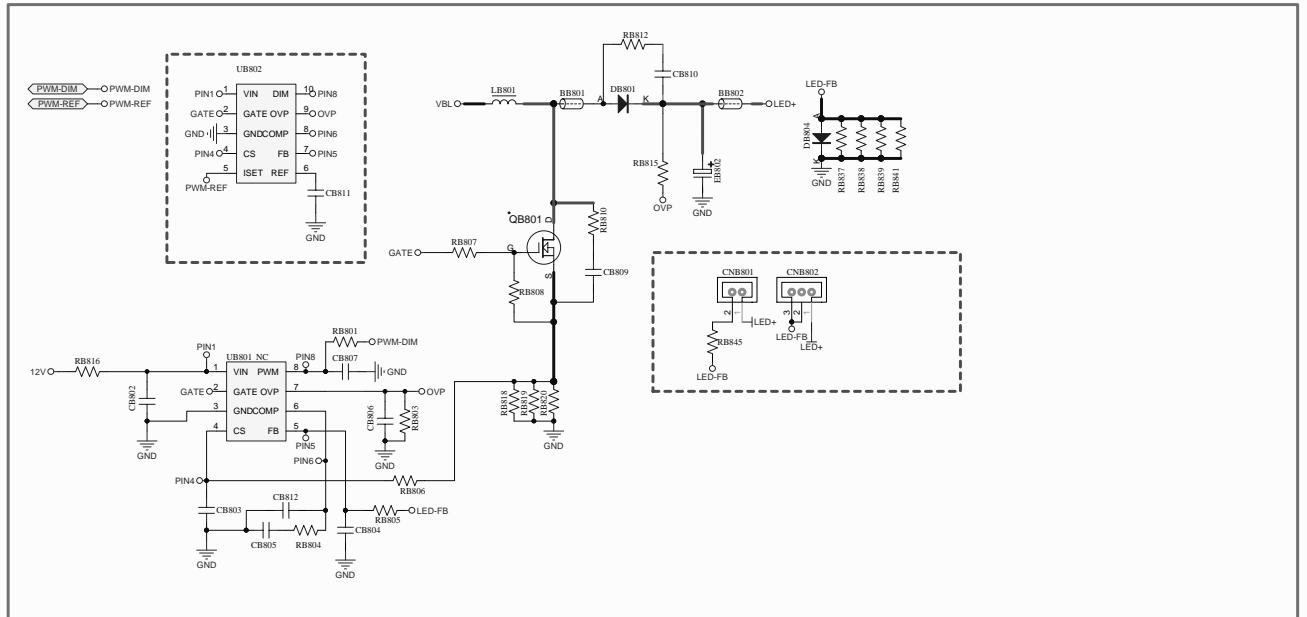 PWM-DIM PWM-DIM
PWM-REF PWM-REF
UB802
PIN1 1 VIN DIM 10 PIN8
GATE 2 GATE OVP 9 OVP
GND 3 GNDCOMP 8 PIN6
PIN4 4 CS FB 7 PIN5
5 ISET REF 6
PWM-REF
CB811
GND
RB812
CB810
VBL LB801 BB801 A DB801 K BB802 LED+
RB815
OVP
EB802
GND
LED-FB
A
DB804
K
GND
RB837
RB838
RB839
RB841
QB801 D
G
S
GATE RB807
RB808
RB810
CB809
CNB801 CNB802
2 1 LED+
3 2 1
LED-FB
LED+
RB845
LED-FB
RB801 PWM-DIM
PIN1
UB801 NC
PIN8 CB807
12V RB816 1 VIN PWM 8 GND
GATE 2 GATE OVP 7 OVP
3 GNDCOMP 6
4 CS FB 5
CB802
GND
PIN5
CB806
RB803
GND
PIN6
PIN4
RB806
RB818
RB819
RB820
GND
CB803
CB812
CB805 RB804
GND
RB805 LED-FB
CB804
GND